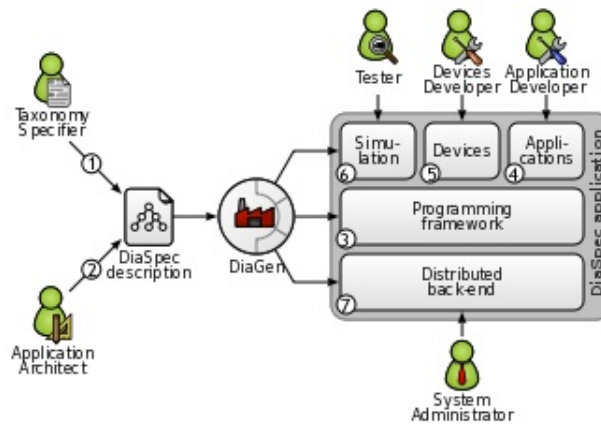 Tester
Devices
Developer
Application
Developer
Taxonomy
Specifier
1
Simu-
lation
6
Devices
5
Appli-
cations
4
DiaSpec application
DiaSpec
description
2
DiaGen
Programming
framework
3
Distributed
back-end
7
Application
Architect
System
Administrator